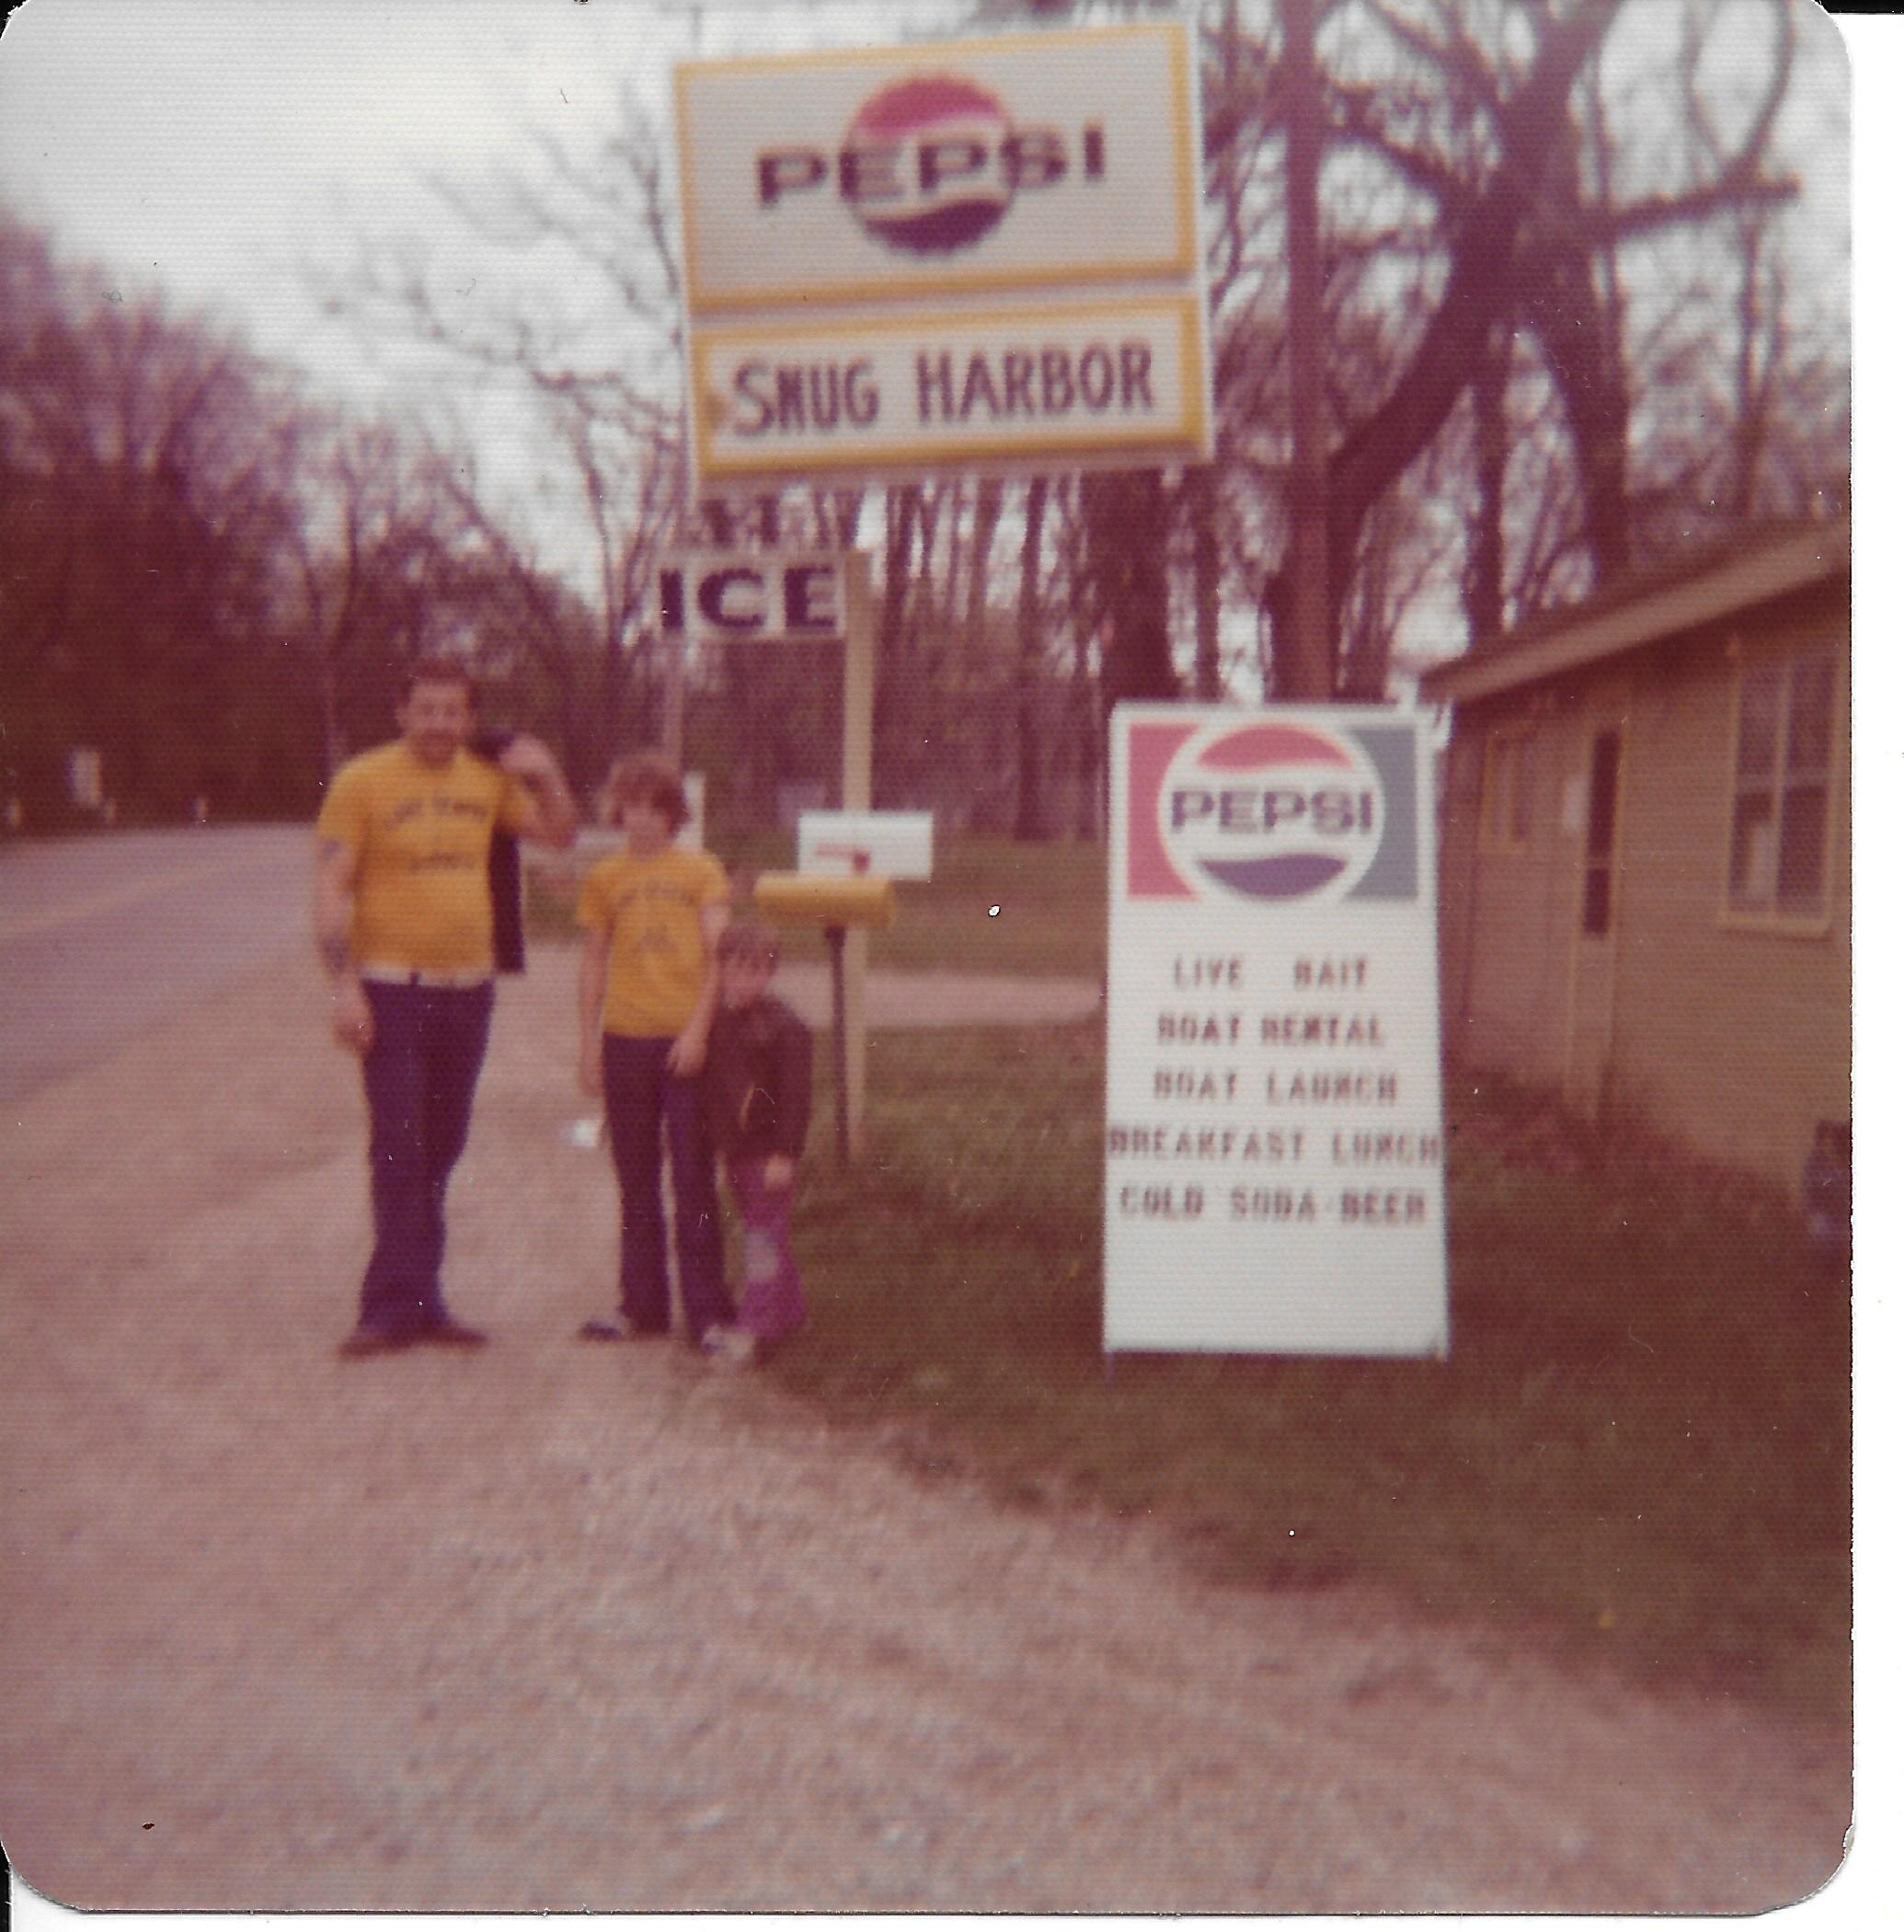 PEPSI
SNUG HARBOR
ICE
PEPSI
LIVE BAIT
BOAT RENTAL
BOAT LAUNCH
BREAKFAST LUNCH
COLD SODA-BEER